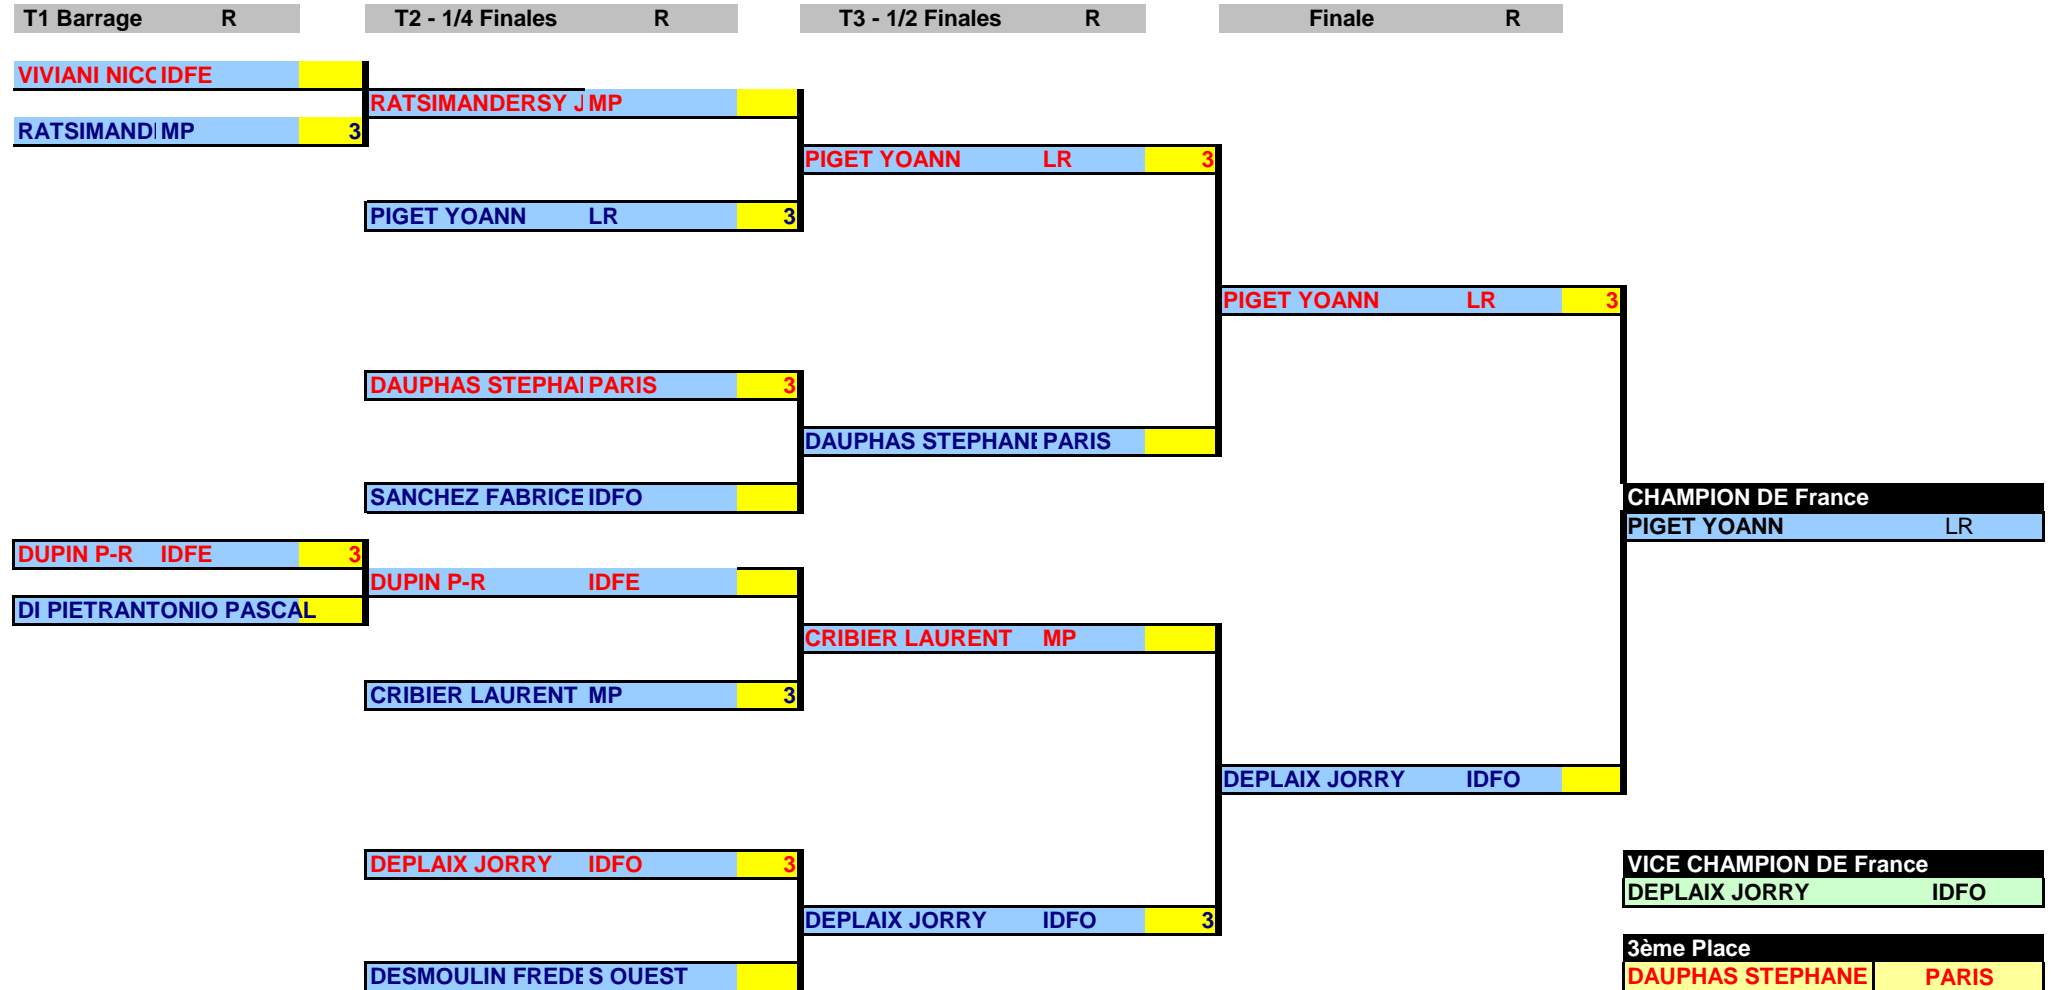 T1 Barrage R T2 - 1/4 Finales R T3 - 1/2 Finales R Finale R
VIVIANI NICC IDFE
RATSIMANDERSY J MP
RATSIMANDI MP 3
PIGET YOANN LR 3
PIGET YOANN LR 3
PIGET YOANN LR 3
DAUPHAS STEPHAI PARIS 3
DAUPHAS STEPHANE PARIS
SANCHEZ FABRICE IDFO
CHAMPION DE France
PIGET YOANN LR
DUPIN P-R IDFE 3
DUPIN P-R IDFE
DI PIETRANTONIO PASCAL
CRIBIER LAURENT MP
CRIBIER LAURENT MP 3
DEPLAIX JORRY IDFO
DEPLAIX JORRY IDFO 3
VICE CHAMPION DE France
DEPLAIX JORRY IDFO
DEPLAIX JORRY IDFO 3
3ème Place
DESMOULIN FREDE S OUEST
DAUPHAS STEPHANE PARIS